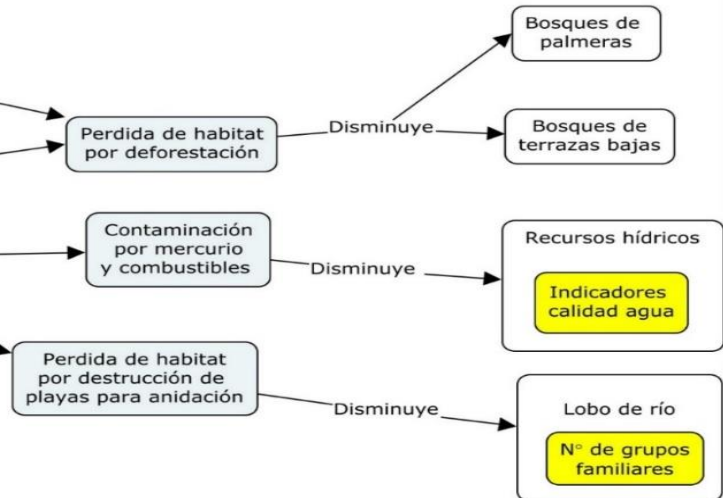 Bosques de
palmeras
Perdida de habitat
por deforestación
Disminuye
Bosques de
terrazas bajas
Contaminación
por mercurio
y combustibles
Disminuye
Recursos hídricos
Indicadores
calidad agua
Perdida de habitat
por destrucción de
playas para anidación
Disminuye
Lobo de río
N° de grupos
familiares